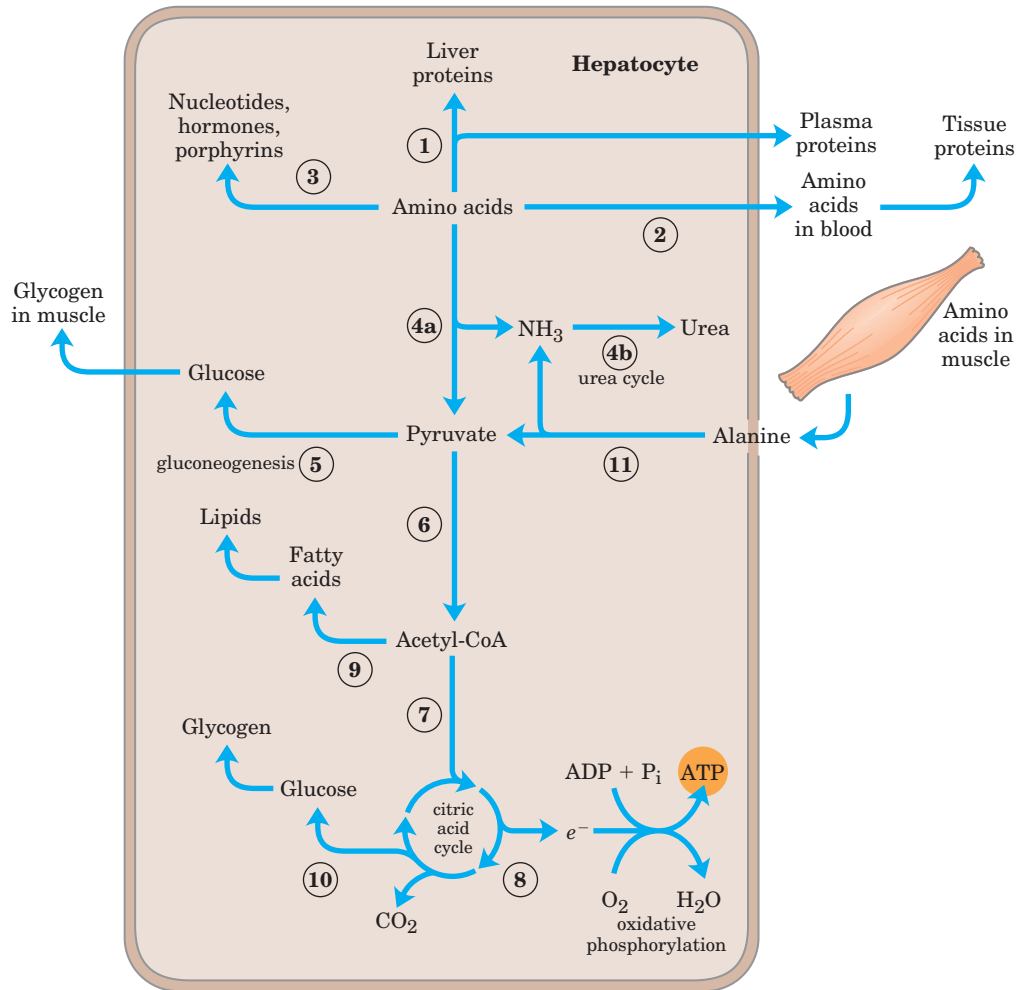 Liver
proteins
Hepatocyte
Nucleotides,
hormones,
porphyrins
Plasma
proteins
Tissue
proteins
1
3
Amino acids
Amino
acids
in blood
2
Glycogen
in muscle
Amino
acids in
muscle
4a
NH₃
4b
urea cycle
Urea
Glucose
Pyruvate
Alanine
gluconeogenesis 5
11
6
Lipids
Fatty
acids
Acetyl-CoA
9
7
Glycogen
Glucose
ADP + Pᵢ
ATP
citric
acid
cycle
e⁻
10
8
CO₂
O₂
H₂O
oxidative
phosphorylation